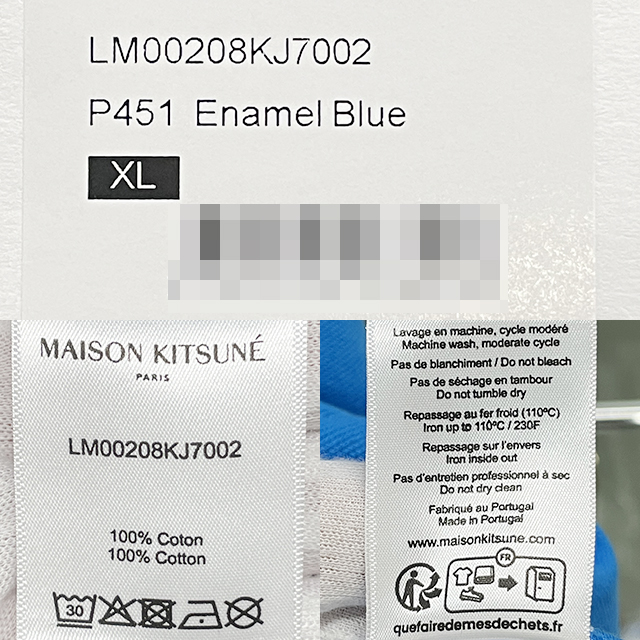 LM00208KJ7002
P451 Enamel Blue
XL
MAISON KITSUNÉ
PARIS
LM00208KJ7002
100% Coton
100% Cotton
30
Lavage en machine, cycle modéré
Machine wash, moderate cycle
Pas de blanchiment / Do not bleach
Pas de séchage en tambour
Do not tumble dry
Repassage au fer froid (110ºC)
Iron up to 110ºC / 230F
Repassage sur l'envers
Iron inside out
Pas d'entretien professionnel à sec
Do not dry clean
Fabriqué au Portugal
Made in Portugal
www.maisonkitsune.com
FR
quefairedemesdechets.fr/